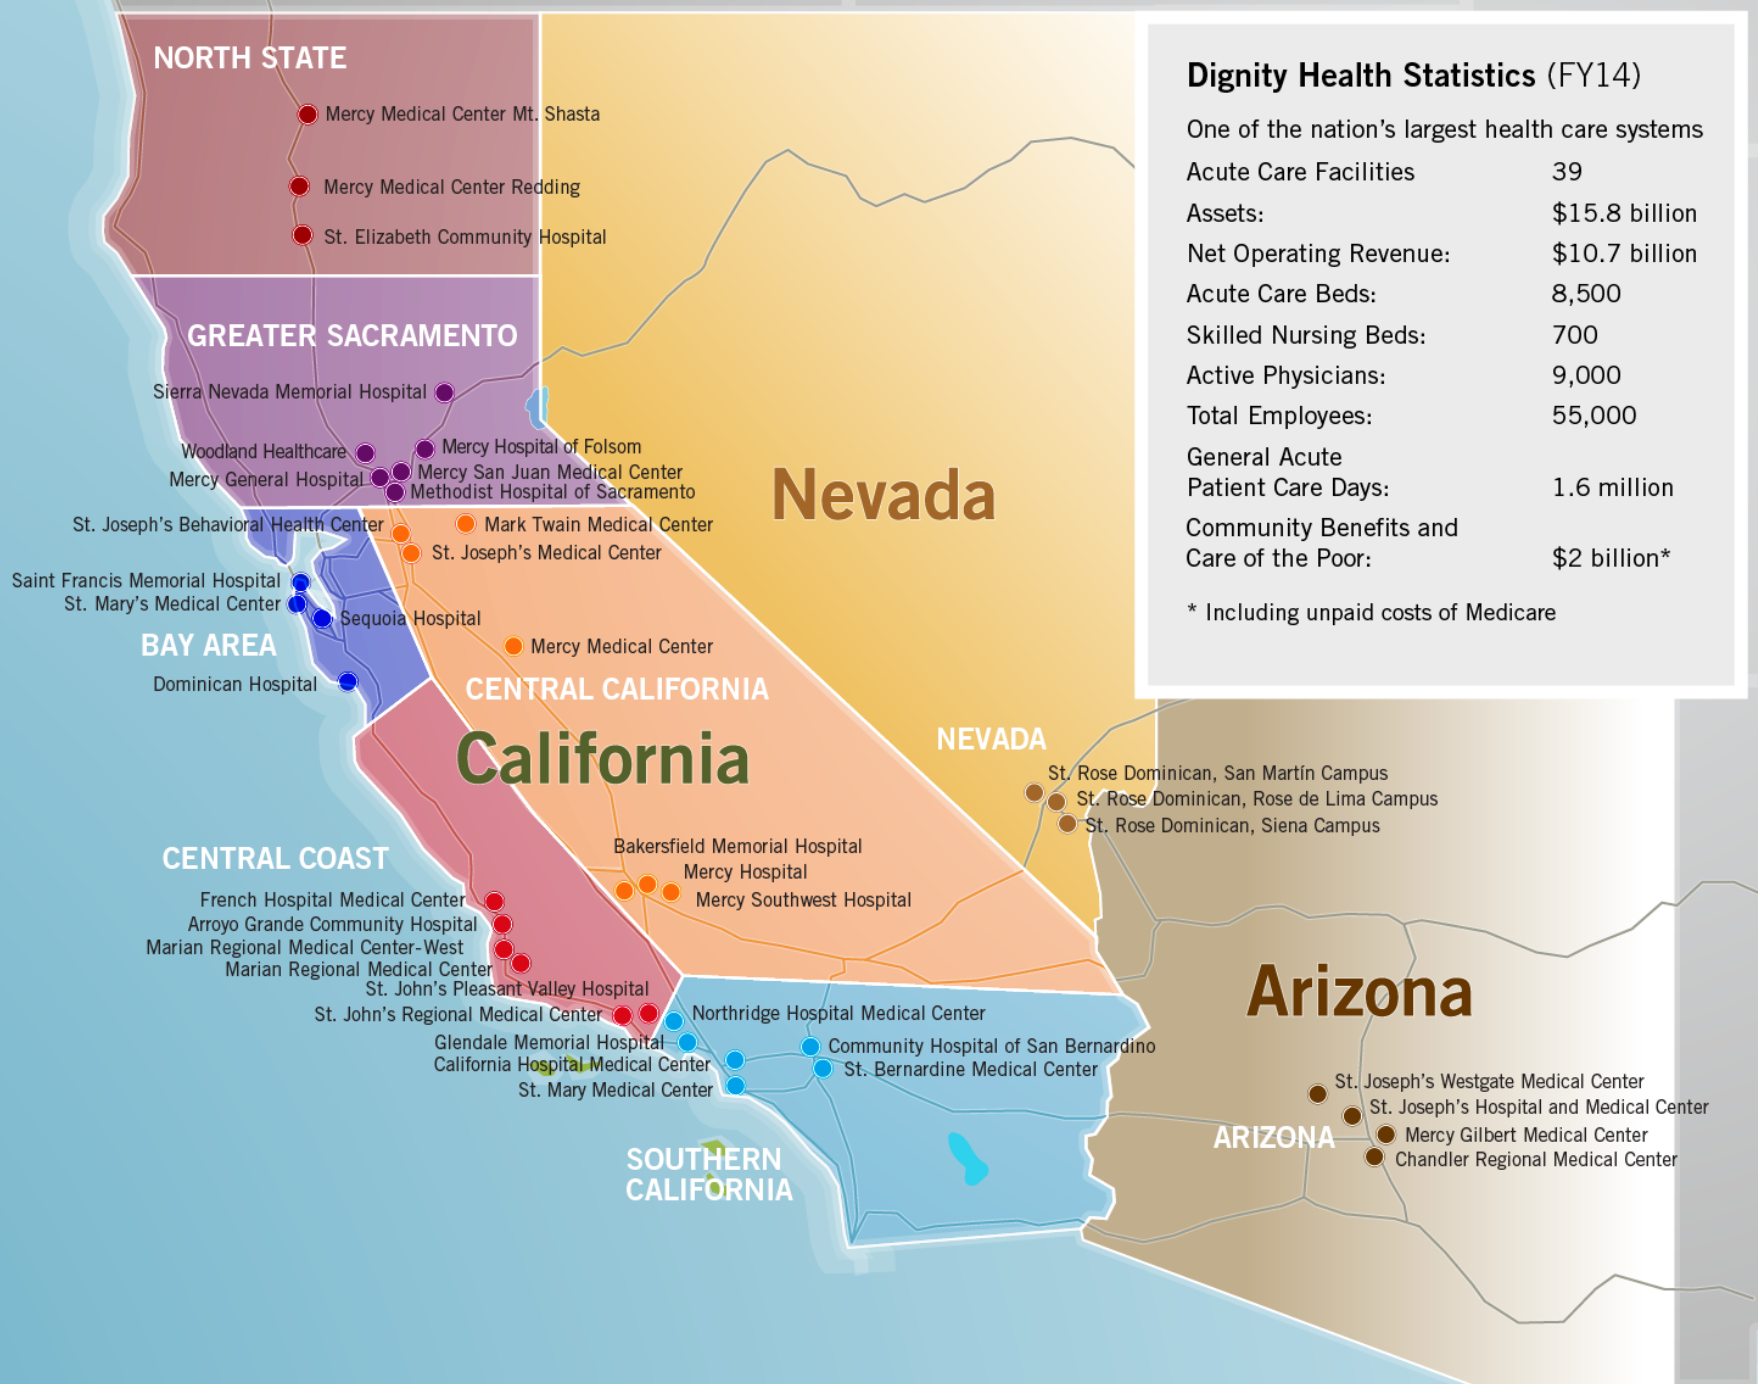 NORTH STATE
Mercy Medical Center Mt. Shasta
Mercy Medical Center Redding
St. Elizabeth Community Hospital
GREATER SACRAMENTO
Sierra Nevada Memorial Hospital
Woodland Healthcare
Mercy Hospital of Folsom
Mercy General Hospital
Mercy San Juan Medical Center
Methodist Hospital of Sacramento
St. Joseph's Behavioral Health Center
Mark Twain Medical Center
St. Joseph's Medical Center
Saint Francis Memorial Hospital
St. Mary's Medical Center
Sequoia Hospital
BAY AREA
Dominican Hospital
Mercy Medical Center
CENTRAL CALIFORNIA
California
Nevada
NEVADA
St. Rose Dominican, San Martín Campus
St. Rose Dominican, Rose de Lima Campus
St. Rose Dominican, Siena Campus
Bakersfield Memorial Hospital
Mercy Hospital
Mercy Southwest Hospital
CENTRAL COAST
French Hospital Medical Center
Arroyo Grande Community Hospital
Marian Regional Medical Center-West
Marian Regional Medical Center
St. John's Pleasant Valley Hospital
St. John's Regional Medical Center
Northridge Hospital Medical Center
Glendale Memorial Hospital
California Hospital Medical Center
St. Mary Medical Center
Community Hospital of San Bernardino
St. Bernardine Medical Center
SOUTHERN
CALIFORNIA
Arizona
St. Joseph's Westgate Medical Center
St. Joseph's Hospital and Medical Center
ARIZONA
Mercy Gilbert Medical Center
Chandler Regional Medical Center
Dignity Health Statistics (FY14)
One of the nation's largest health care systems
Acute Care Facilities 39
Assets: $15.8 billion
Net Operating Revenue: $10.7 billion
Acute Care Beds: 8,500
Skilled Nursing Beds: 700
Active Physicians: 9,000
Total Employees: 55,000
General Acute
Patient Care Days: 1.6 million
Community Benefits and
Care of the Poor: $2 billion*
* Including unpaid costs of Medicare